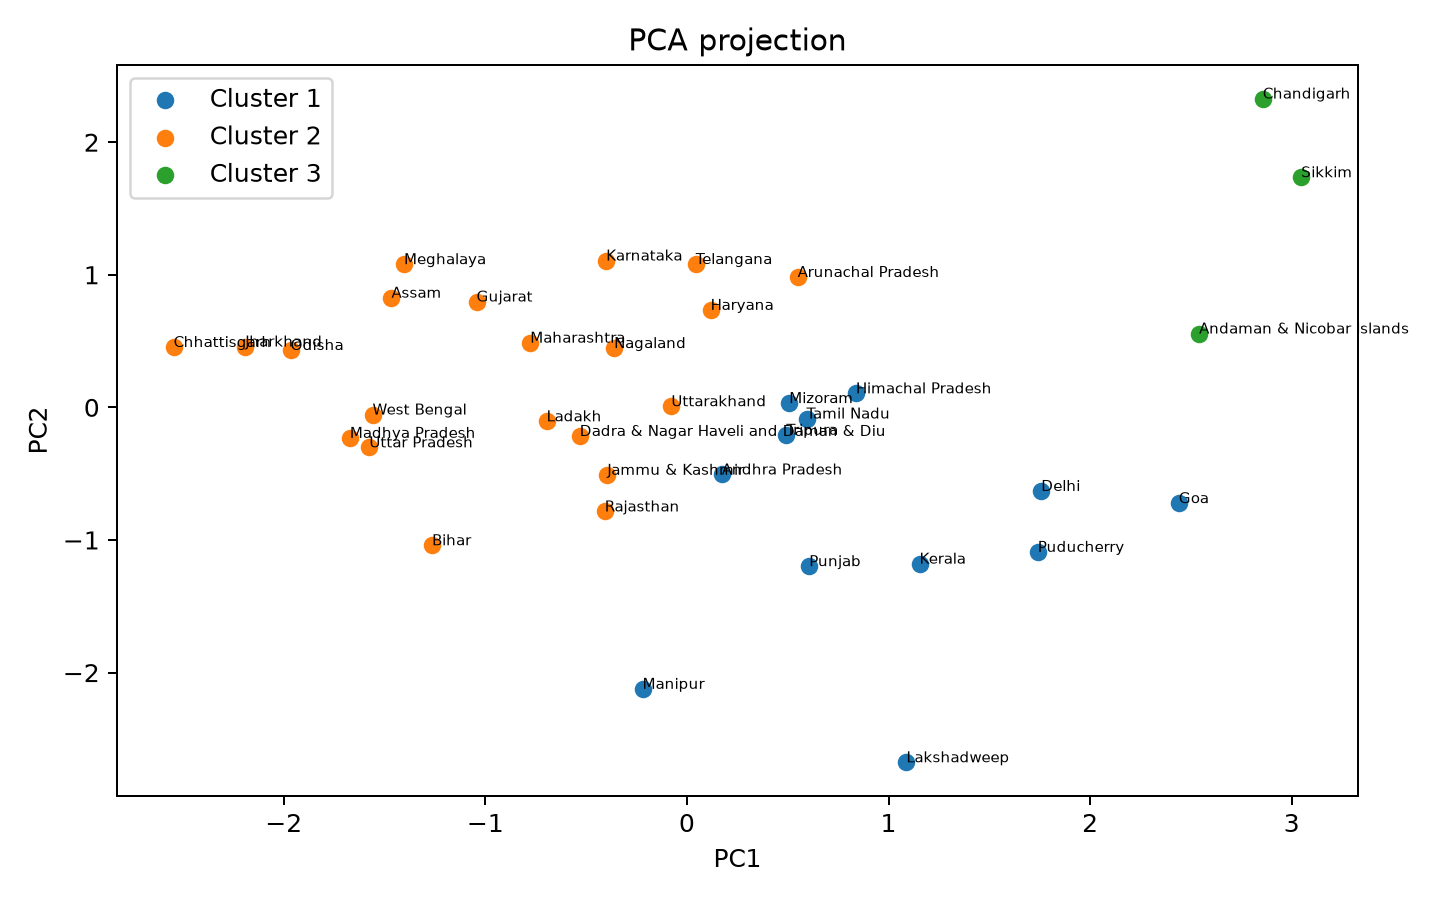 PCA projection
Cluster 1
Cluster 2
Cluster 3
Chandigarh
Sikkim
Meghalaya
Karnataka
Telangana
Arunachal Pradesh
Assam
Gujarat
Haryana
Andaman & Nicobar Islands
Maharashtra
Nagaland
Chhattisgarh
Jharkhand
Odisha
Himachal Pradesh
Mizoram
Uttarakhand
West Bengal
Ladakh
Tamil Nadu
Madhya Pradesh
Dadra & Nagar Haveli and Daman & Diu
Tripura
Uttar Pradesh
Jammu & Kashmir
Andhra Pradesh
Delhi
Goa
Rajasthan
Bihar
Puducherry
Punjab
Kerala
Manipur
Lakshadweep
2
1
0
−1
−2
PC2
−2
−1
0
1
2
3
PC1